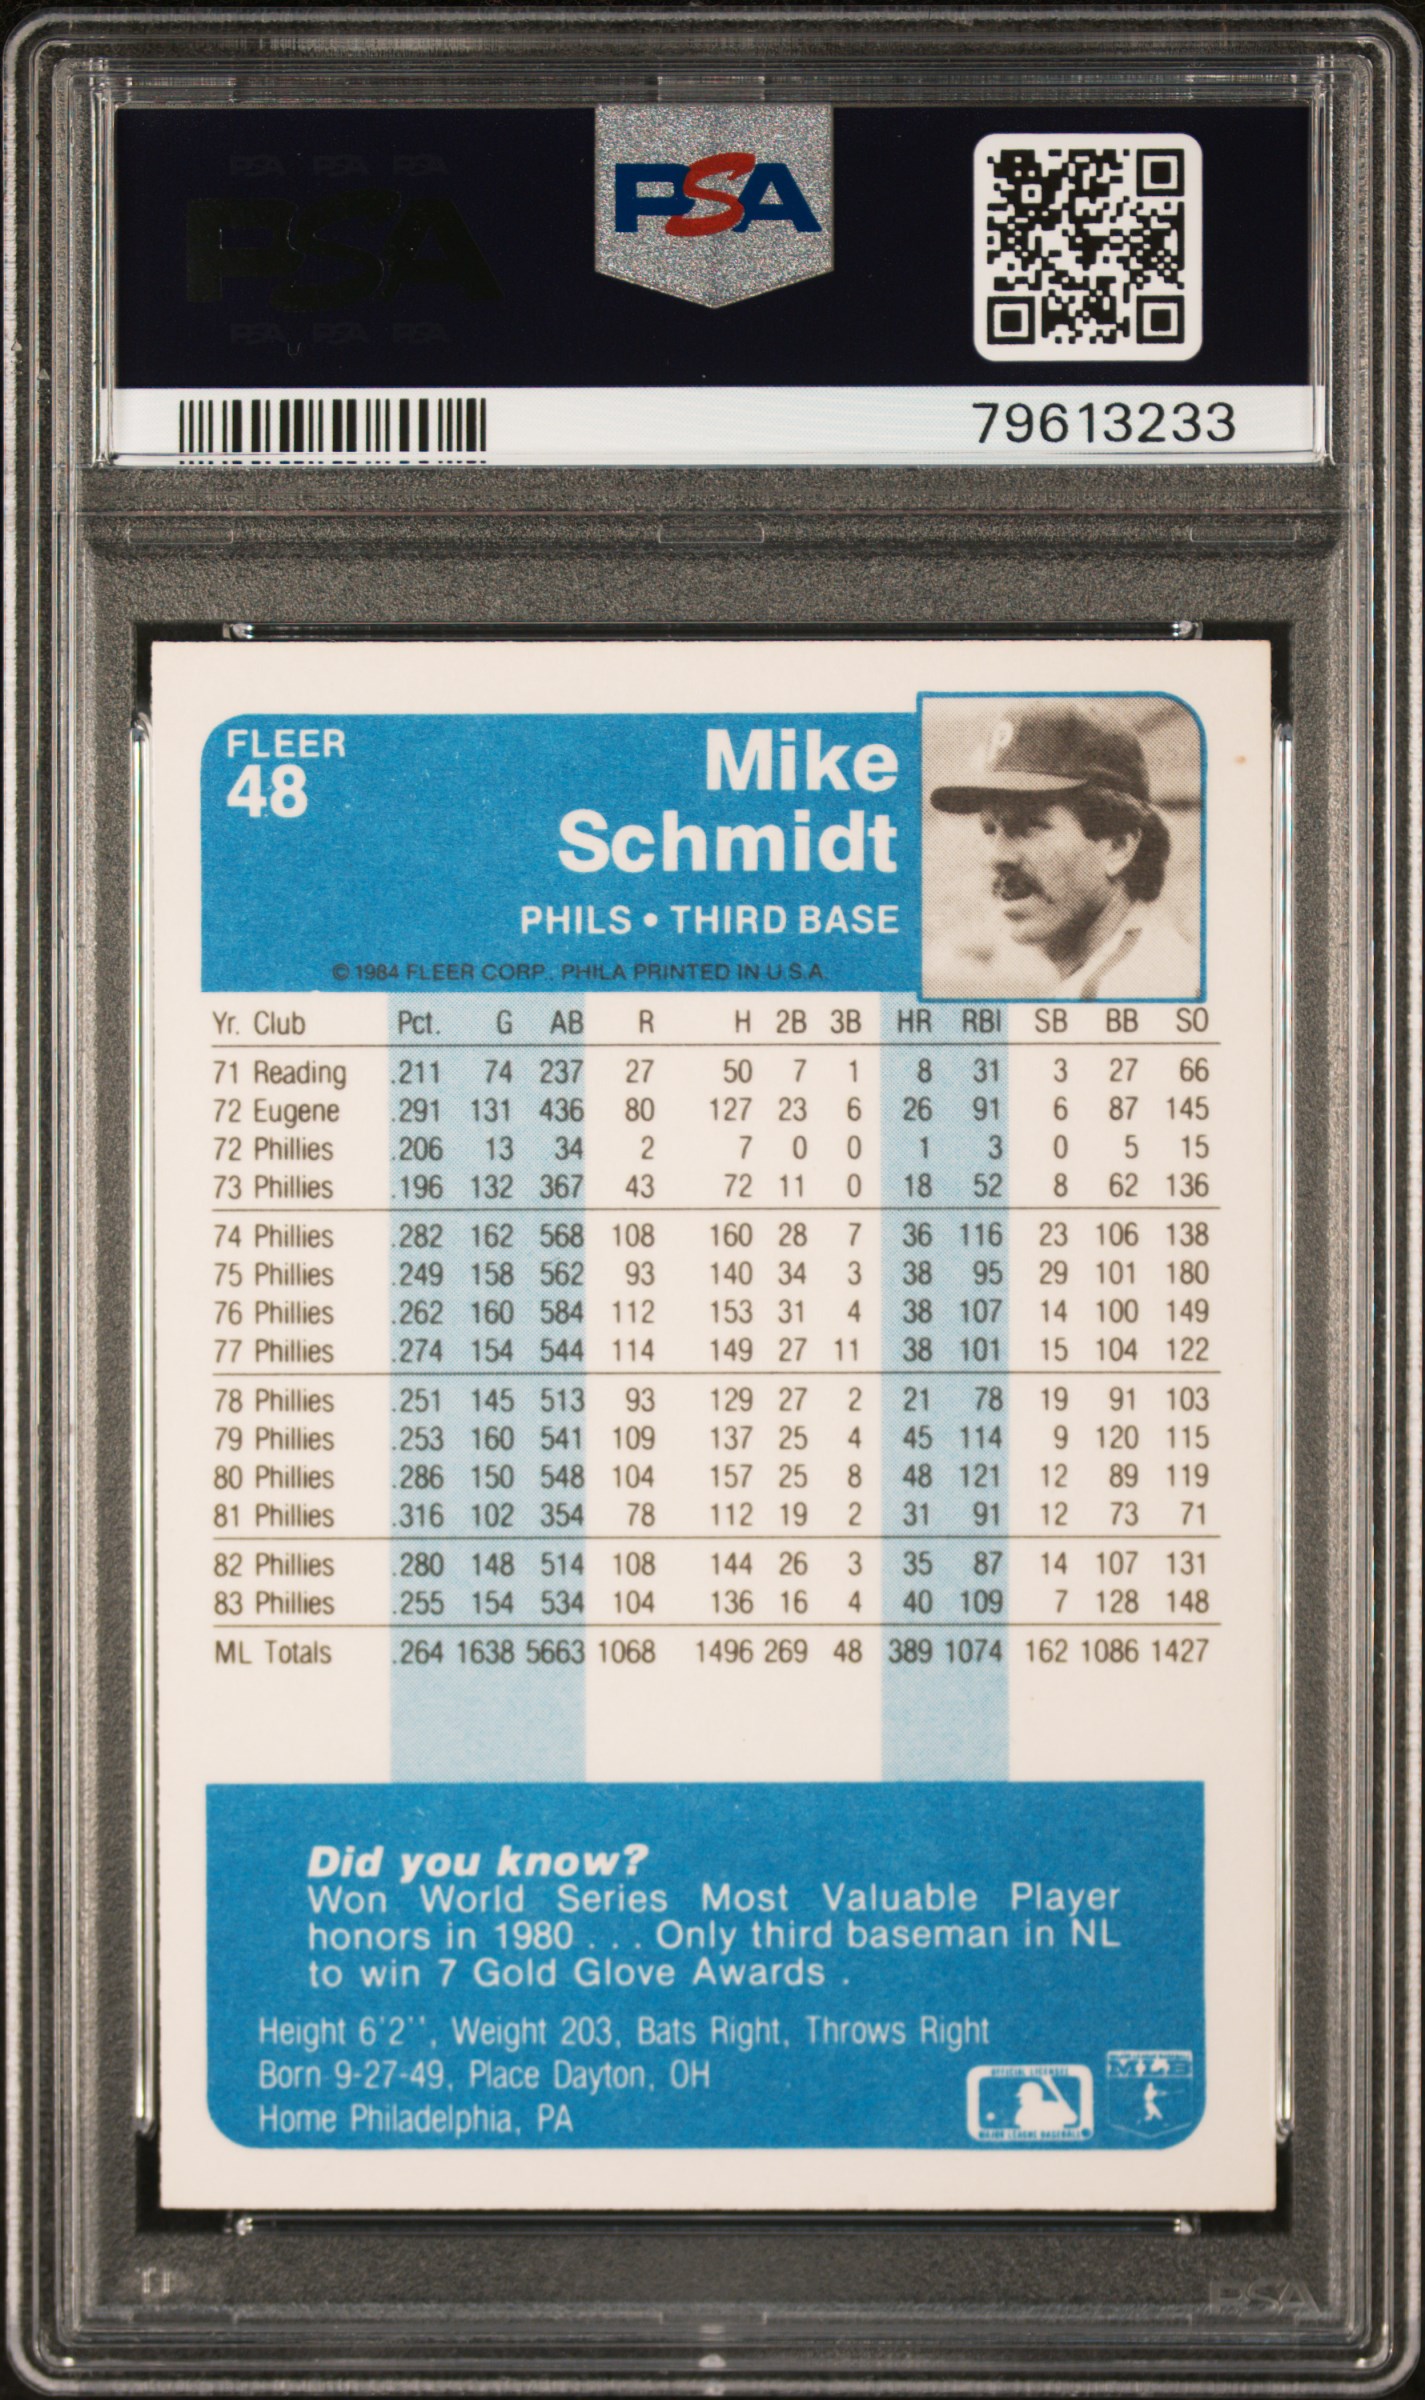 PSA PSA PSA
PSA
PSA PSA PSA
PSA
79613233
FLEER
48
Mike
Schmidt
PHILS • THIRD BASE
© 1984 FLEER CORP., PHILA PRINTED IN U.S.A.
P
Yr. Club Pct. G AB R H 2B 3B HR RBI SB BB SO
71 Reading .211 74 237 27 50 7 1 8 31 3 27 66
72 Eugene .291 131 436 80 127 23 6 26 91 6 87 145
72 Phillies .206 13 34 2 7 0 0 1 3 0 5 15
73 Phillies .196 132 367 43 72 11 0 18 52 8 62 136
74 Phillies .282 162 568 108 160 28 7 36 116 23 106 138
75 Phillies .249 158 562 93 140 34 3 38 95 29 101 180
76 Phillies .262 160 584 112 153 31 4 38 107 14 100 149
77 Phillies .274 154 544 114 149 27 11 38 101 15 104 122
78 Phillies .251 145 513 93 129 27 2 21 78 19 91 103
79 Phillies .253 160 541 109 137 25 4 45 114 9 120 115
80 Phillies .286 150 548 104 157 25 8 48 121 12 89 119
81 Phillies .316 102 354 78 112 19 2 31 91 12 73 71
82 Phillies .280 148 514 108 144 26 3 35 87 14 107 131
83 Phillies .255 154 534 104 136 16 4 40 109 7 128 148
ML Totals .264 1638 5663 1068 1496 269 48 389 1074 162 1086 1427
Did you know?
Won World Series Most Valuable Player
honors in 1980 . . . Only third baseman in NL
to win 7 Gold Glove Awards .
Height 6'2'', Weight 203, Bats Right, Throws Right
Born 9-27-49, Place Dayton, OH
Home Philadelphia, PA
OFFICIAL LICENSEE
MAJOR LEAGUE BASEBALL
MLB
PSA